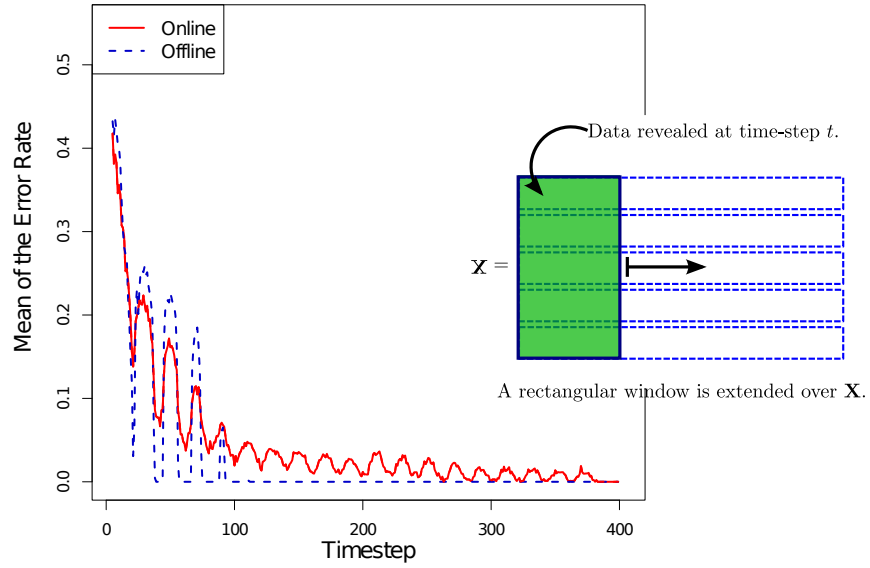 Online
Offline
Mean of the Error Rate
0.5
0.4
0.3
0.2
0.1
0.0
0
100
200
300
400
Timestep
Data revealed at time-step t.
X =
A rectangular window is extended over X.